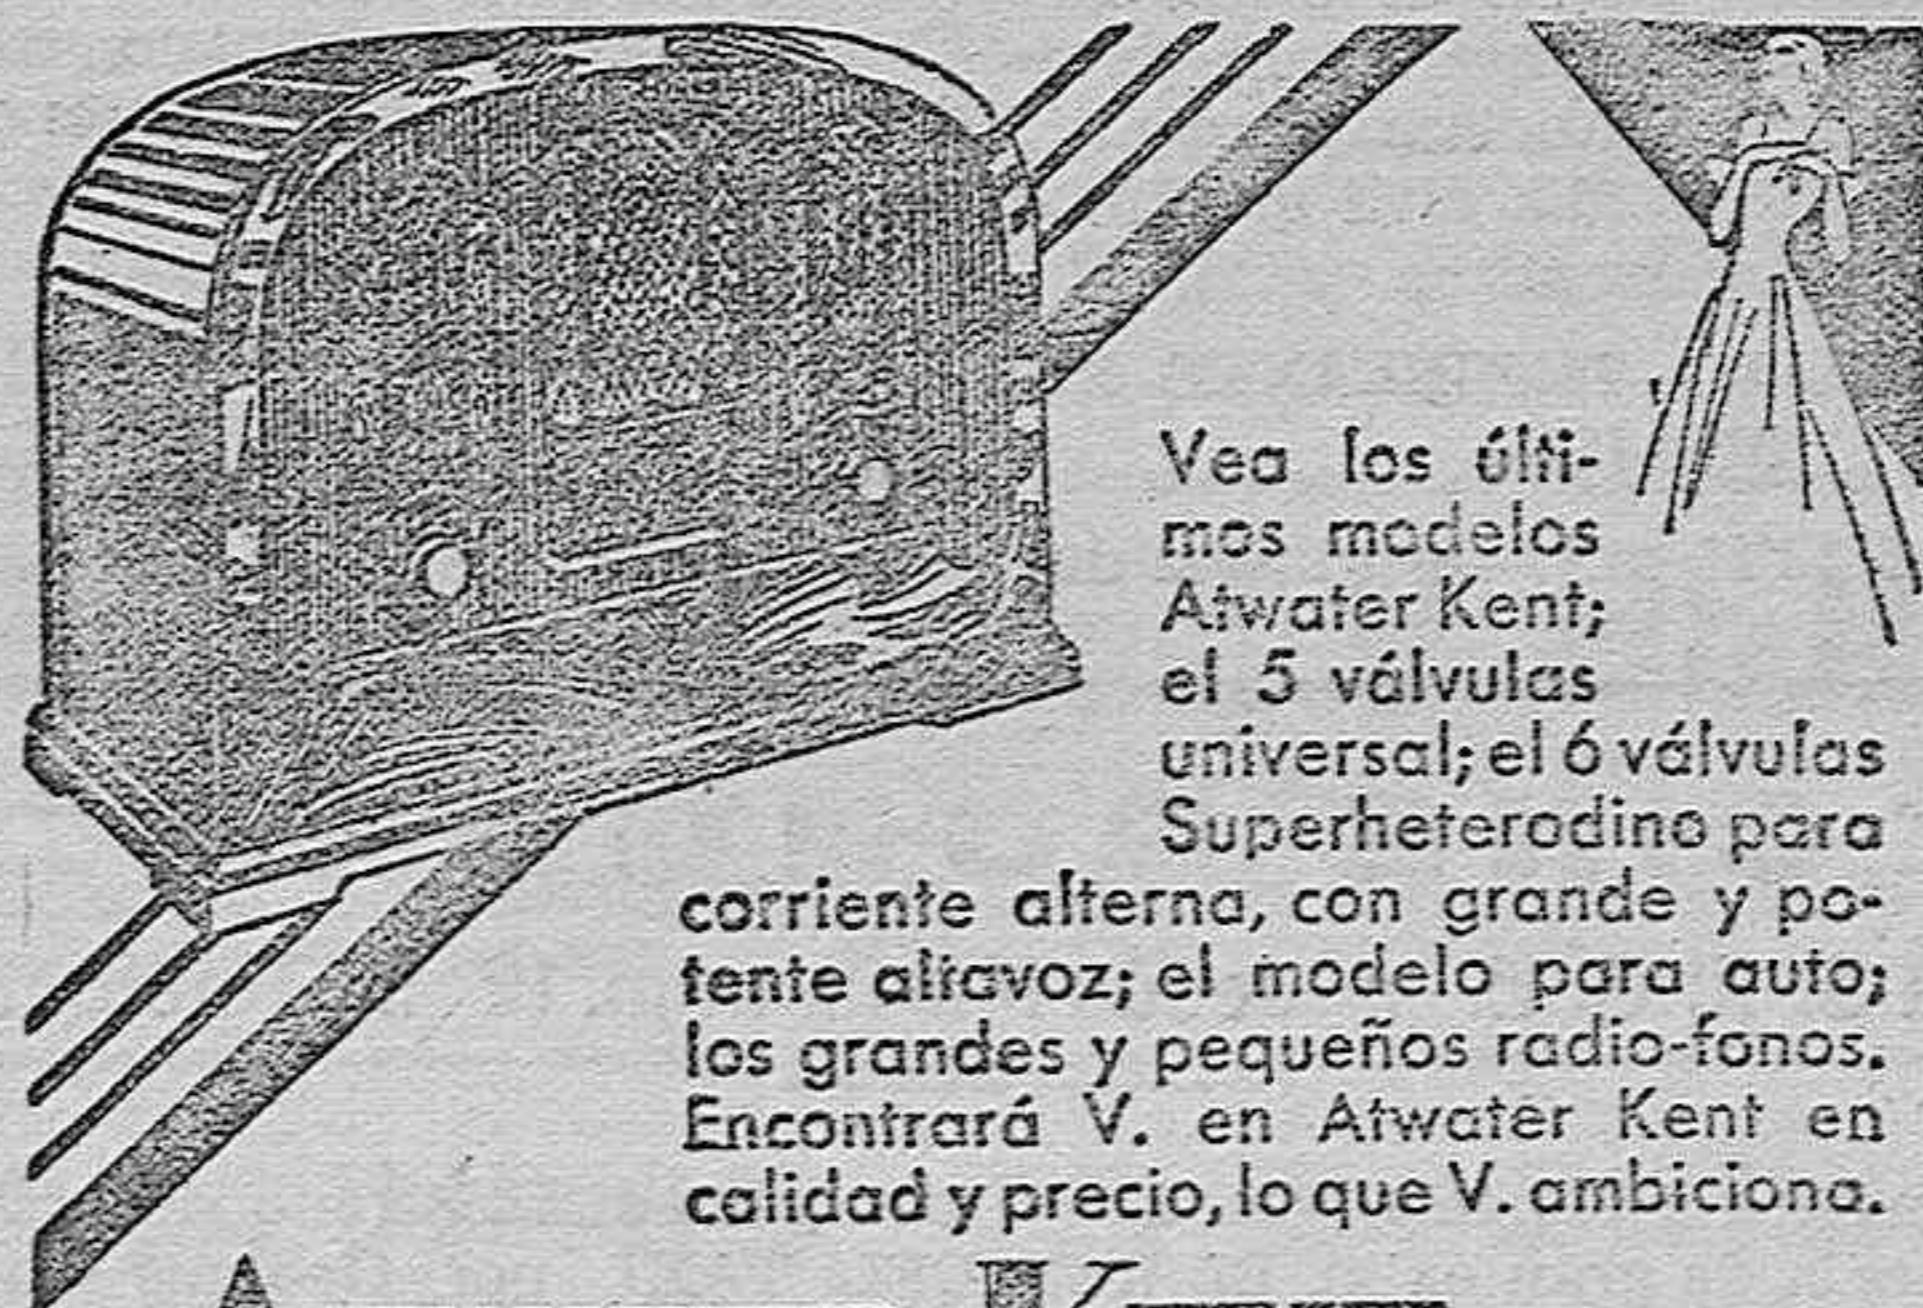 Vea los últi-
mos modelos
Atwater Kent;
el 5 válvulas
universal; el 6 válvulas
Superheterodino para
corriente alterna, con grande y po-
tente altavoz; el modelo para auto;
los grandes y pequeños radio-fonos.
Encontrará V. en Atwater Kent en
calidad y precio, lo que V. ambiciona.